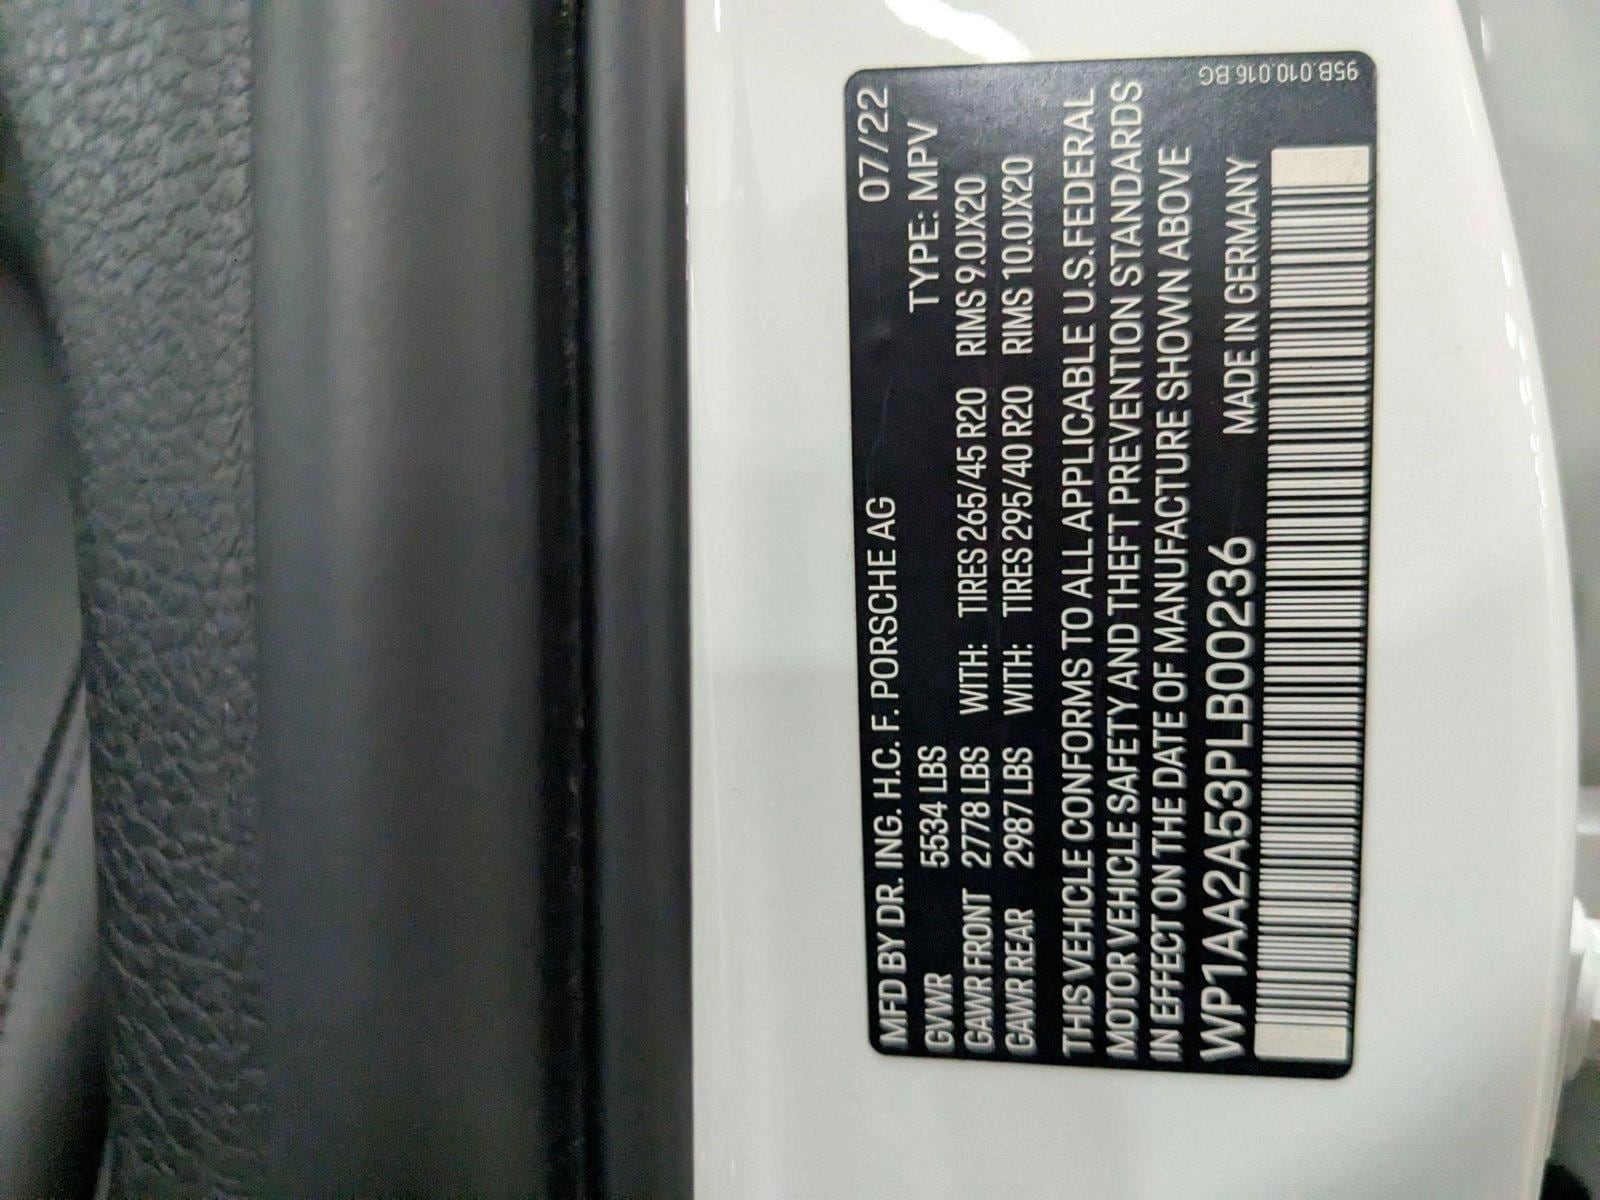 MFD BY DR. ING. H.C. F. PORSCHE AG 07/22
GVWR 5534 LBS TYPE: MPV
GAWR FRONT 2778 LBS WITH: TIRES 265/45 R20 RIMS 9.0JX20
GAWR REAR 2987 LBS WITH: TIRES 295/40 R20 RIMS 10.0JX20
THIS VEHICLE CONFORMS TO ALL APPLICABLE U.S. FEDERAL
MOTOR VEHICLE SAFETY AND THEFT PREVENTION STANDARDS
IN EFFECT ON THE DATE OF MANUFACTURE SHOWN ABOVE
WP1AA2A53PLB00236 MADE IN GERMANY
95B.010.016.BG